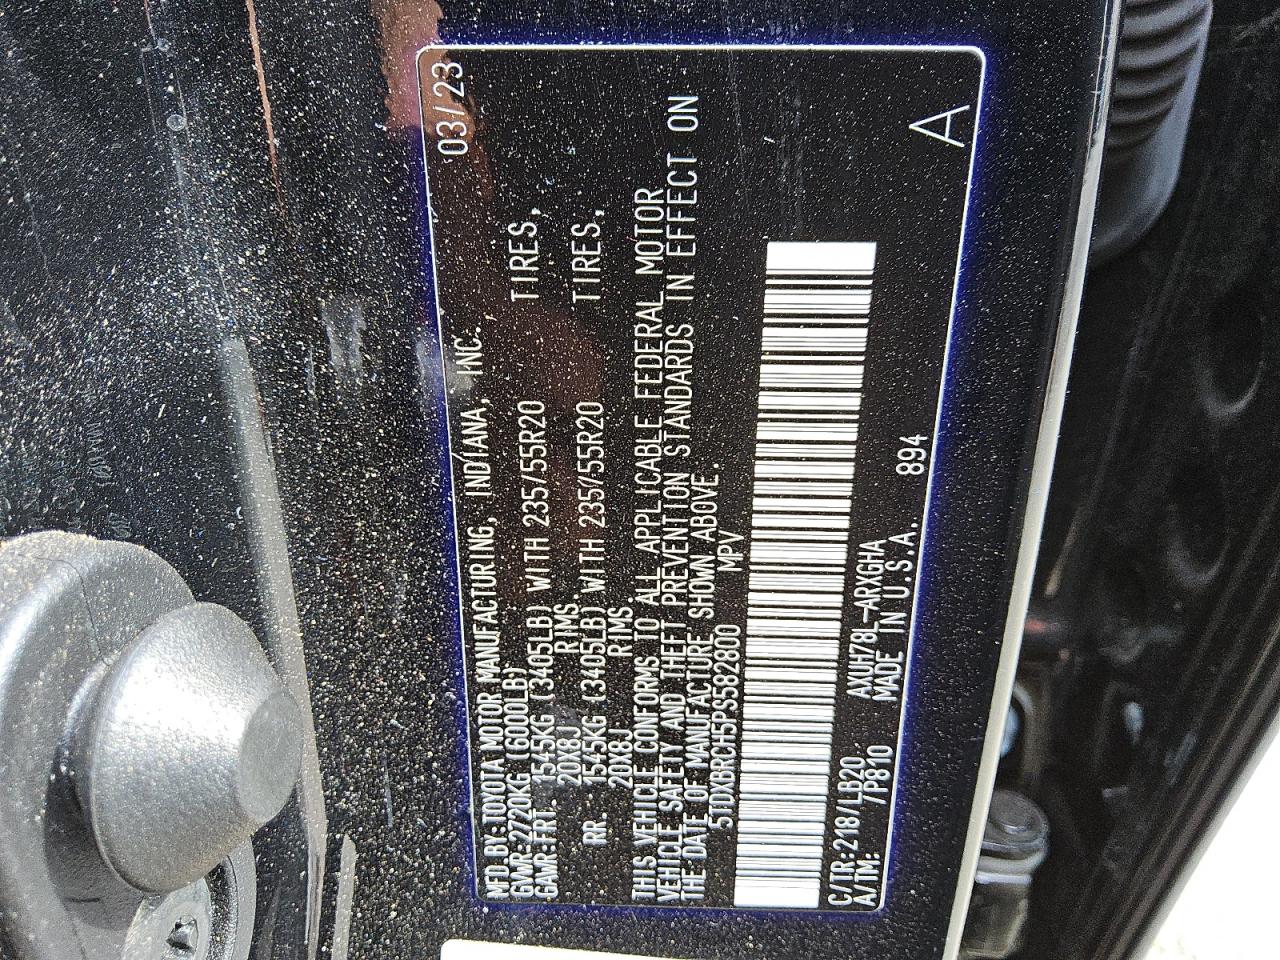 MFD.BY:TOYOTA MOTOR MANUFACTURING, INDIANA, INC. 03/23
GVWR:2720KG (6000LB)
GAWR:FRT. 1545KG (3405LB) WITH 235/55R20 TIRES,
20X8J RIMS
RR. 1545KG (3405LB) WITH 235/55R20 TIRES,
20X8J RIMS
THIS VEHICLE CONFORMS TO ALL APPLICABLE FEDERAL MOTOR
VEHICLE SAFETY AND THEFT PREVENTION STANDARDS IN EFFECT ON
THE DATE OF MANUFACTURE SHOWN ABOVE.
5TDXBRCH5PS582800 MPV
C/TR:218/LB20 AXUH78L-ARXGHA
A/TM: /P810 MADE IN U.S.A. 894 A